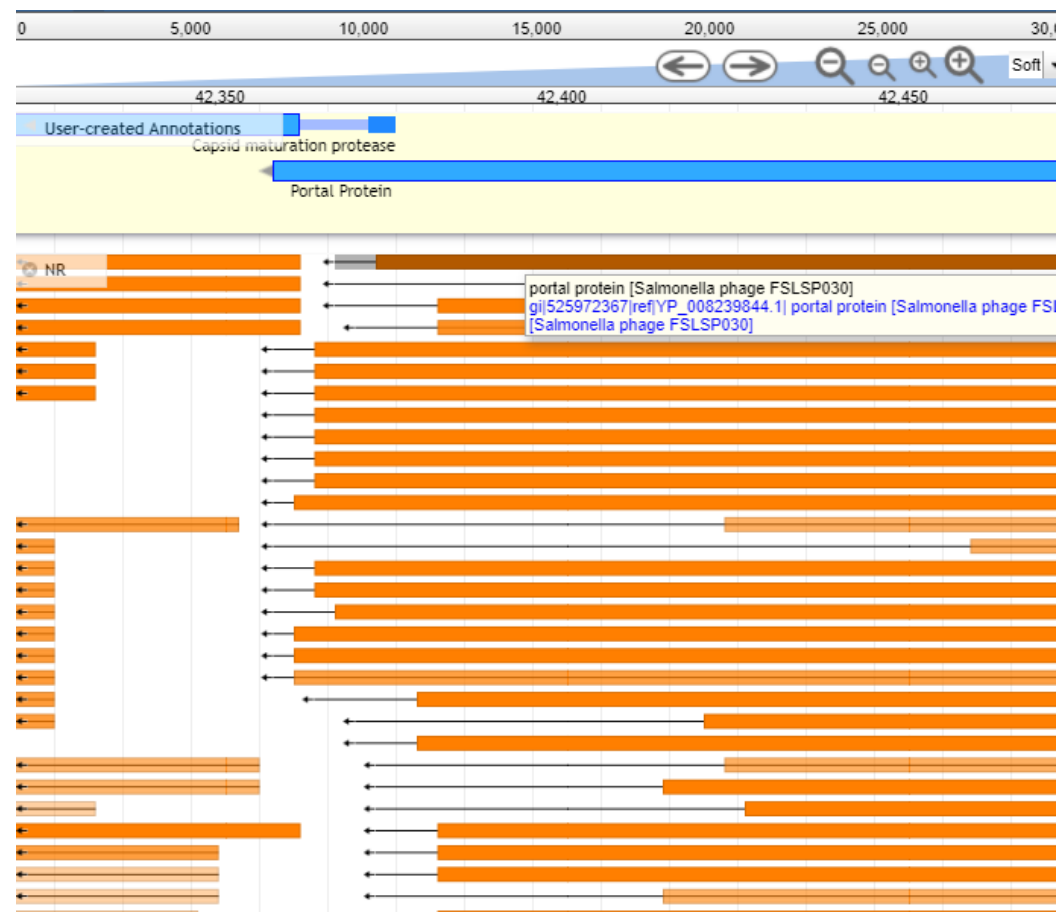 0 5,000 10,000 15,000 20,000 25,000 30,
Soft
42,350 42,400 42,450
User-created Annotations
Capsid maturation protease
Portal Protein
NR
portal protein [Salmonella phage FSLSP030]
gi|525972367|ref|YP_008239844.1| portal protein [Salmonella phage FSL
[Salmonella phage FSLSP030]